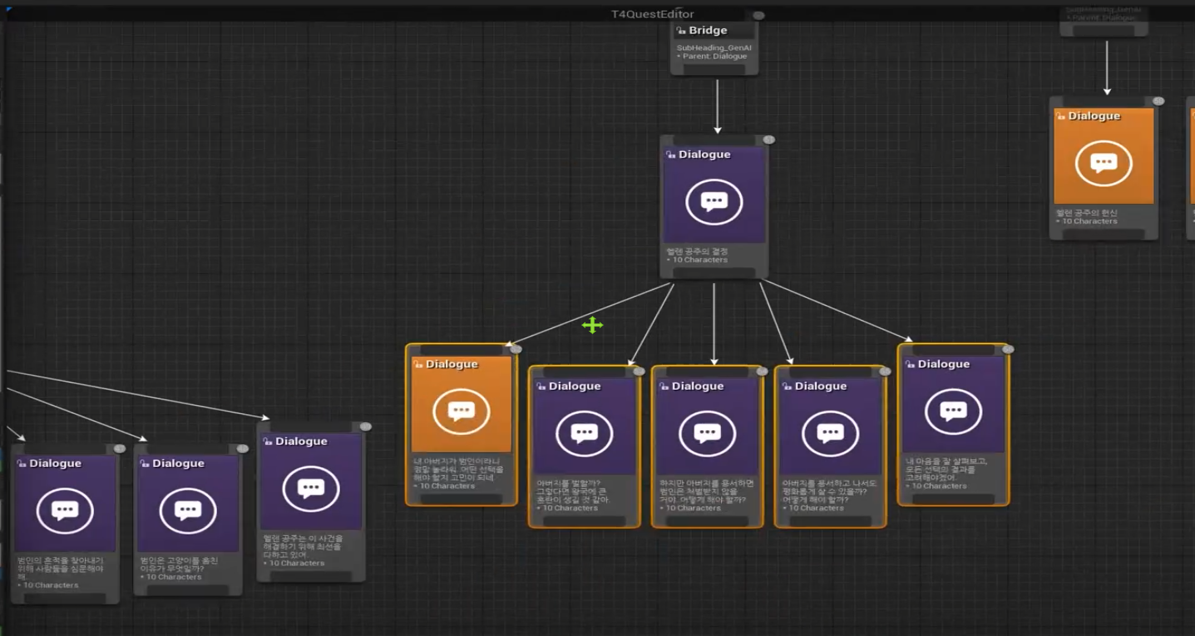 T4QuestEditor
SubHeading_GenAI
• Parent: Dialogue
Bridge
SubHeading_GenAI
• Parent: Dialogue
Dialogue
헬렌 공주의 헌신
• 10 Characters
Dialogue
헬렌 공주의 결정
• 10 Characters
Dialogue
내 아버지가 범인이라니
정말 놀라워. 어떤 선택을
해야 할지 고민이 되네.
• 10 Characters
Dialogue
아버지를 벌할까?
그렇다면 왕국에 큰
혼란이 생길 것 같아.
• 10 Characters
Dialogue
하지만 아버지를 용서하면
범인은 처벌받지 않을
거야. 어떻게 해야 할까?
• 10 Characters
Dialogue
아버지를 용서하고 나서도
평화롭게 살 수 있을까?
어떻게 해야 할까?
• 10 Characters
Dialogue
내 마음을 잘 살펴보고,
모든 선택의 결과를
고려해야겠어.
• 10 Characters
Dialogue
범인의 흔적을 찾아내기
위해 사람들을 심문해야
해.
• 10 Characters
Dialogue
범인은 고양이를 훔친
이유가 무엇일까?
• 10 Characters
Dialogue
헬렌 공주는 이 사건을
해결하기 위해 최선을
다하고 있어.
• 10 Characters